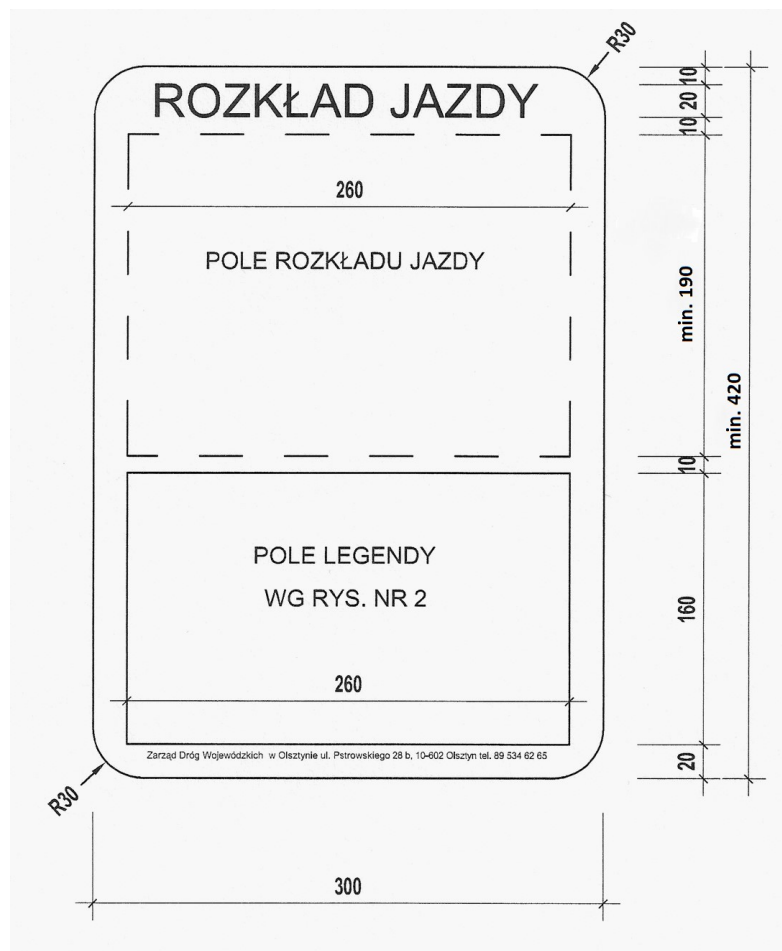 R30
ROZKŁAD JAZDY
10
20
10
260
POLE ROZKŁADU JAZDY
min. 190
min. 420
10
POLE LEGENDY
WG RYS. NR 2
160
260
Zarząd Dróg Wojewódzkich w Olsztynie ul. Pstrowskiego 28 b, 10-602 Olsztyn tel. 89 534 62 65
20
R30
300